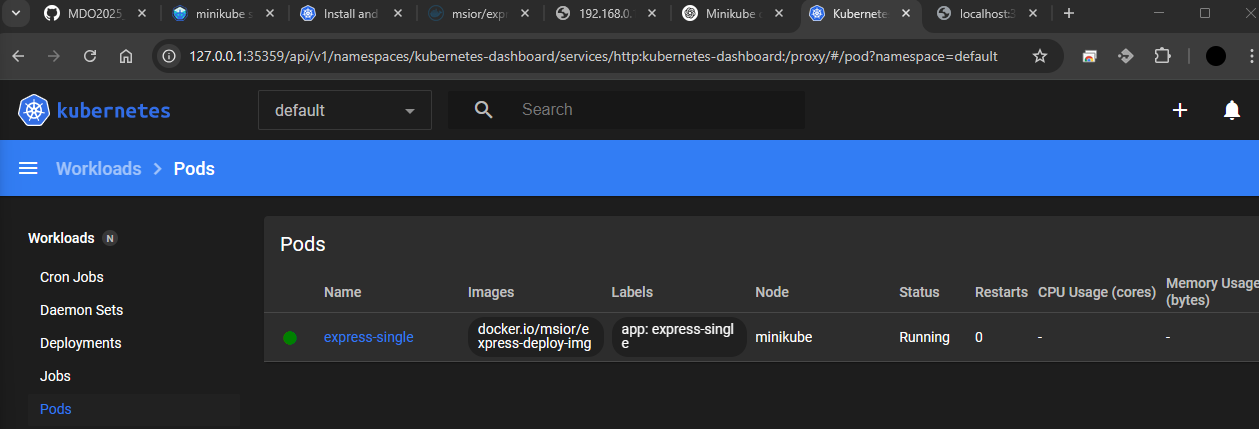 MDO2025_
minikube s
Install and
msior/exp
192.168.0.
Minikube
Kubernete
localhost:3
127.0.0.1:35359/api/v1/namespaces/kubernetes-dashboard/services/http:kubernetes-dashboard:/proxy/#/pod?namespace=default
kubernetes
default
Search
Workloads > Pods
Workloads N
Cron Jobs
Daemon Sets
Deployments
Jobs
Pods
Pods
Name Images Labels Node Status Restarts CPU Usage (cores) Memory Usage
(bytes)
express-single
docker.io/msior/e
xpress-deploy-img
app: express-singl
e
minikube
Running
0
-
-